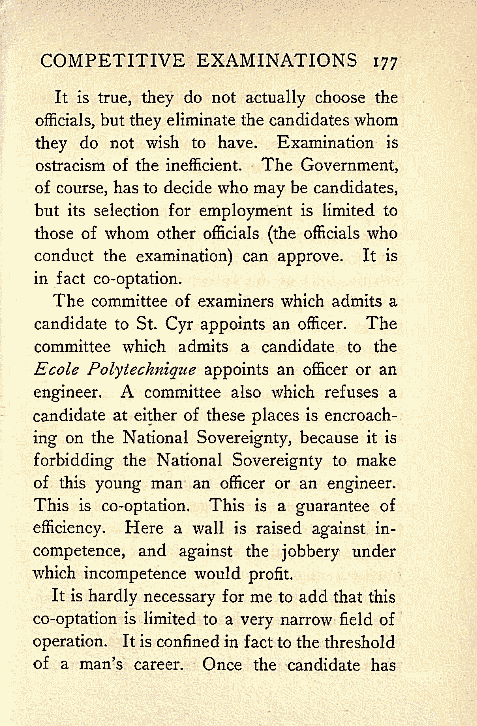 COMPETITIVE EXAMINATIONS 177
It is true, they do not actually choose the
officials, but they eliminate the candidates whom
they do not wish to have. Examination is
ostracism of the inefficient. The Government,
of course, has to decide who may be candidates,
but its selection for employment is limited to
those of whom other officials (the officials who
conduct the examination) can approve. It is
in fact co-optation.
The committee of examiners which admits a
candidate to St. Cyr appoints an officer. The
committee which admits a candidate to the
Ecole Polytechnique appoints an officer or an
engineer. A committee also which refuses a
candidate at either of these places is encroach-
ing on the National Sovereignty, because it is
forbidding the National Sovereignty to make
of this young man an officer or an engineer.
This is co-optation. This is a guarantee of
efficiency. Here a wall is raised against in-
competence, and against the jobbery under
which incompetence would profit.
It is hardly necessary for me to add that this
co-optation is limited to a very narrow field of
operation. It is confined in fact to the threshold
of a man's career. Once the candidate has